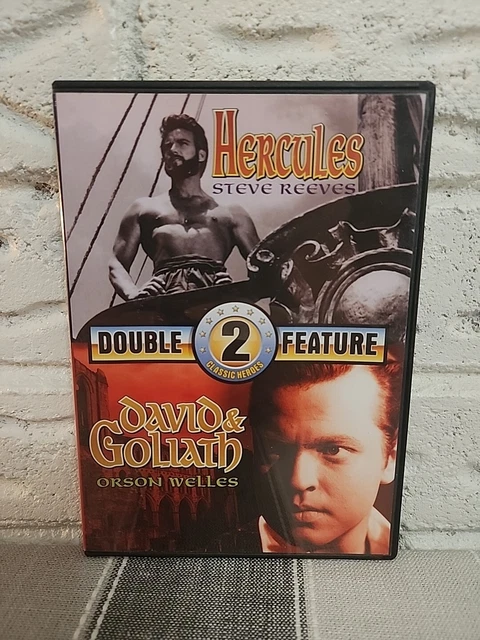 HERCULES
STEVE REEVES
DOUBLE 2 FEATURE
CLASSIC HEROES
DAVID &
GOLIATH
ORSON WELLES